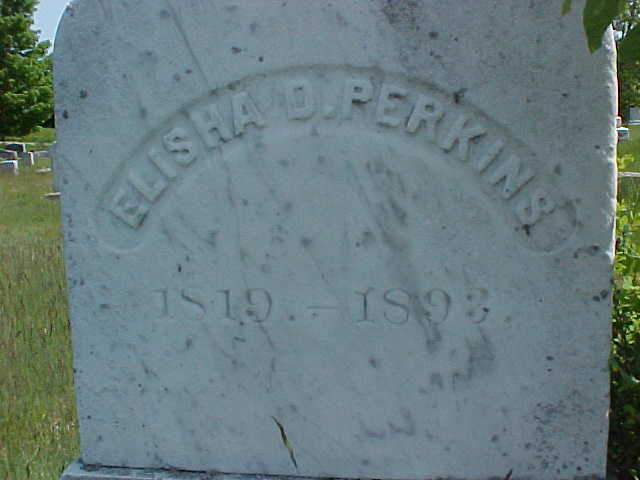 ELISHA D. PERKINS
1819. – 1893